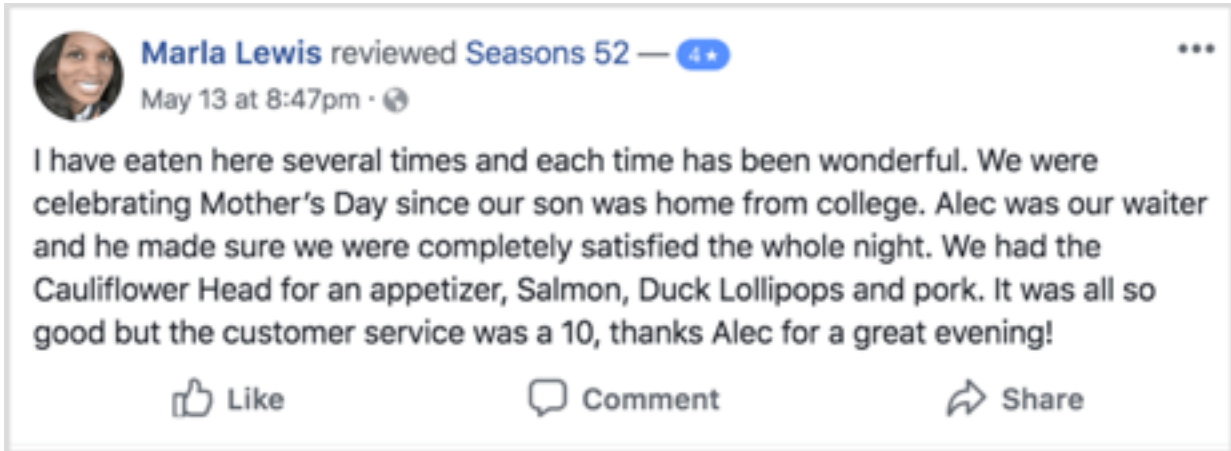 Marla Lewis reviewed Seasons 52 — 4★
May 13 at 8:47pm ·
I have eaten here several times and each time has been wonderful. We were
celebrating Mother's Day since our son was home from college. Alec was our waiter
and he made sure we were completely satisfied the whole night. We had the
Cauliflower Head for an appetizer, Salmon, Duck Lollipops and pork. It was all so
good but the customer service was a 10, thanks Alec for a great evening!
Like Comment Share